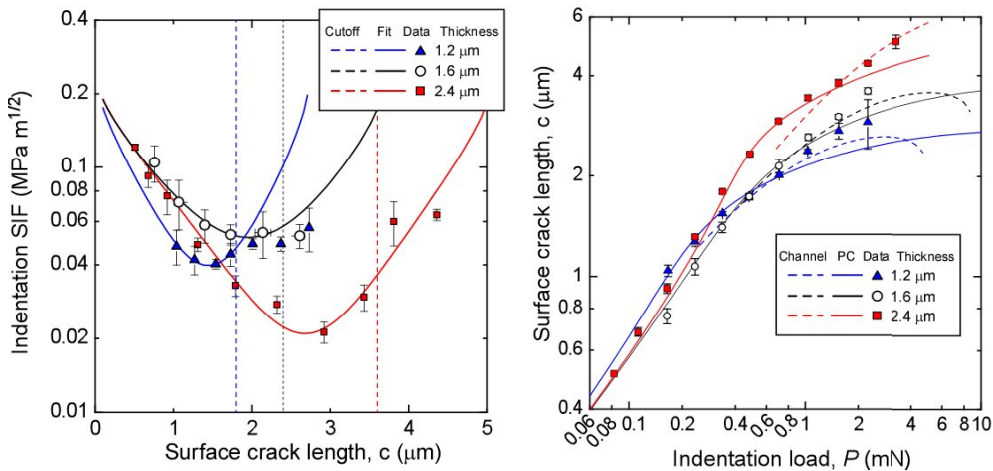 Indentation SIF (MPa m1/2)
0.4
0.2
0.1
0.08
0.06
0.04
0.02
0.01
Cutoff Fit Data Thickness
1.2 μm
1.6 μm
2.4 μm
0 1 2 3 4 5
Surface crack length, c (μm)
Surface crack length, c (μm)
6
4
2
1
0.8
0.6
0.4
Channel PC Data Thickness
1.2 μm
1.6 μm
2.4 μm
0.06 0.08 0.1 0.2 0.4 0.6 0.8 1 2 4 6 8 10
Indentation load, P (mN)